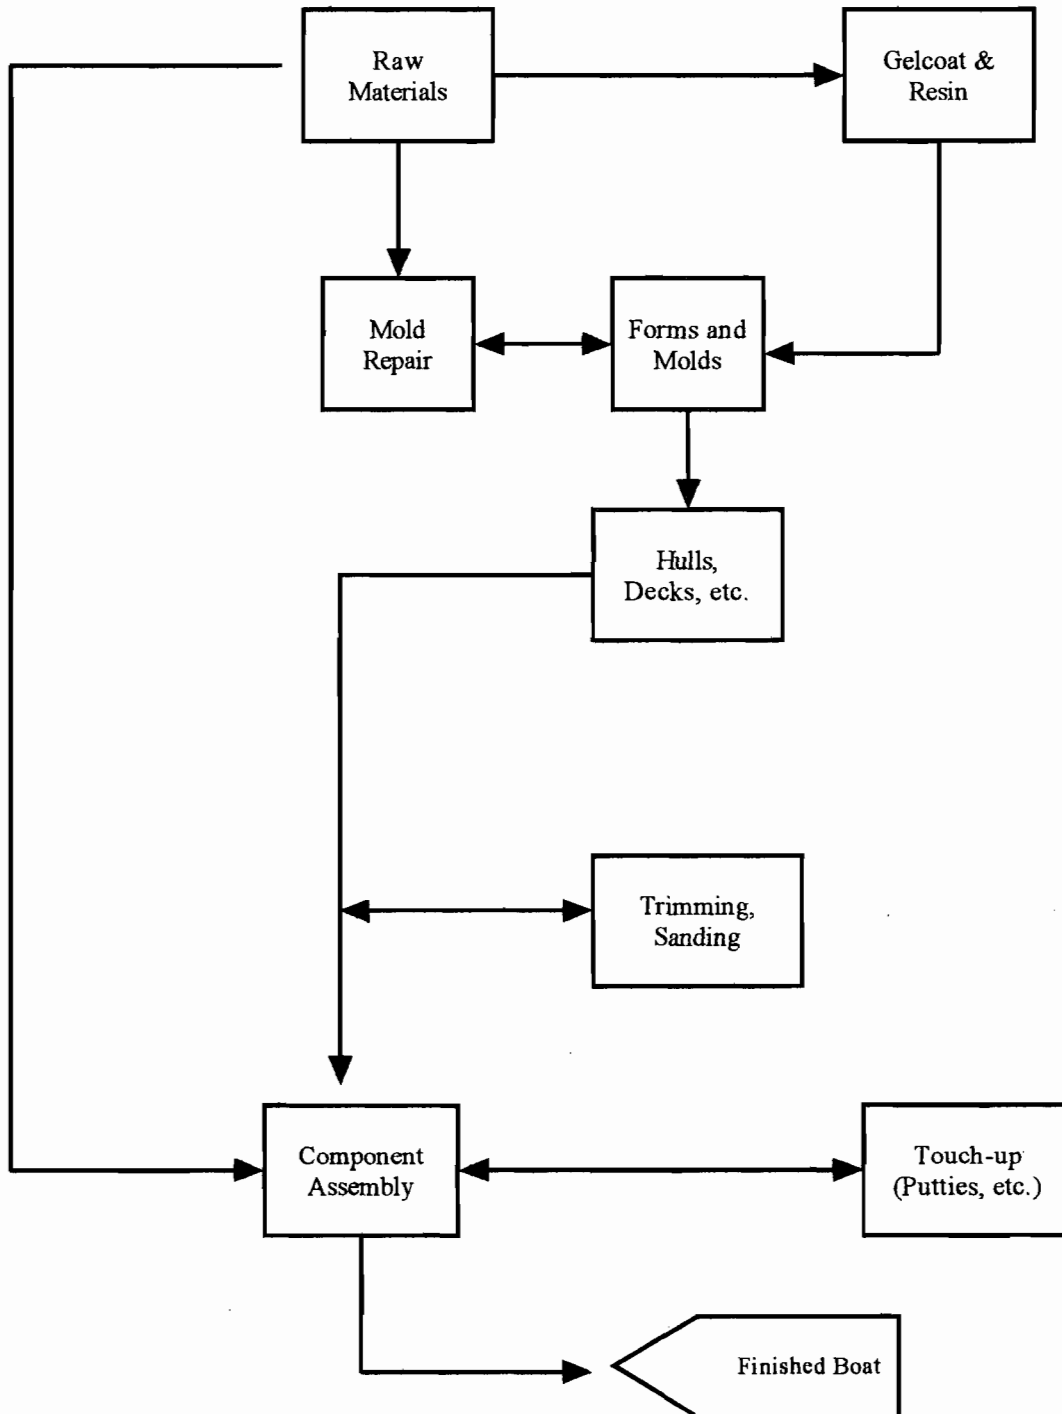 Raw
Materials
Gelcoat &
Resin
Mold
Repair
Forms and
Molds
Hulls,
Decks, etc.
Trimming,
Sanding
Component
Assembly
Touch-up
(Putties, etc.)
Finished Boat